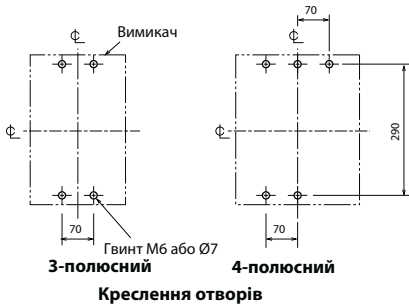 70
℄ Вимикач ℄
℄ ℄
290
70 70
Гвинт М6 або Ø7
3-полюсний 4-полюсний
Креслення отворів